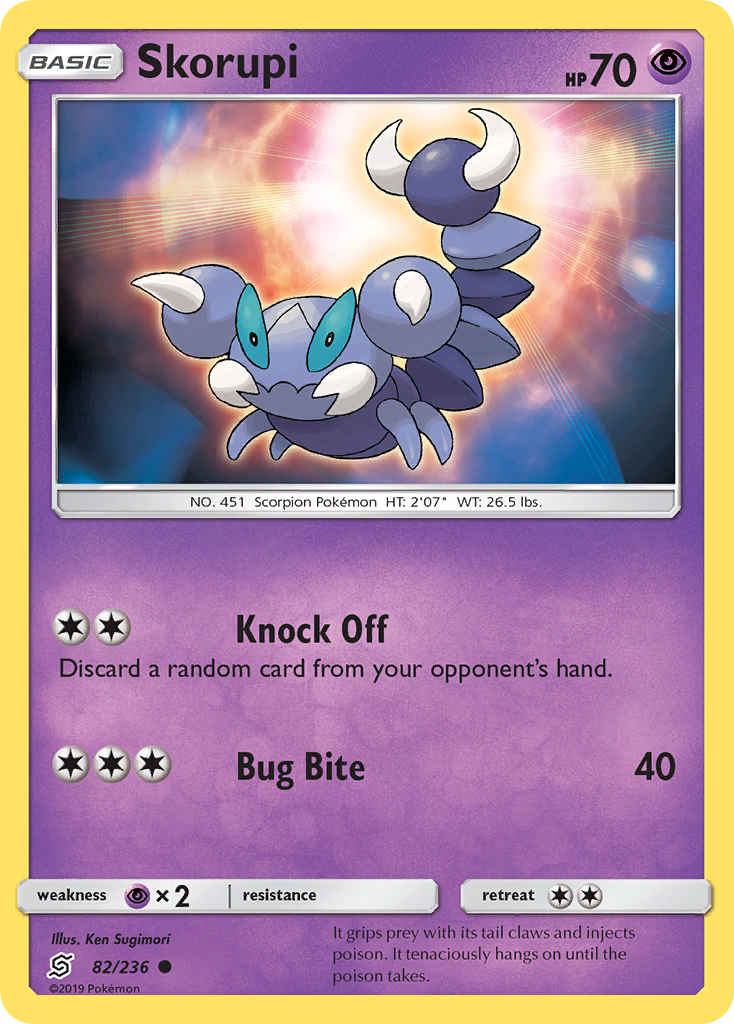 BASIC Skorupi HP 70
NO. 451 Scorpion Pokémon HT: 2'07" WT: 26.5 lbs.
Knock Off
Discard a random card from your opponent's hand.
Bug Bite 40
weakness × 2 resistance retreat
Illus. Ken Sugimori
82/236
©2019 Pokémon
It grips prey with its tail claws and injects
poison. It tenaciously hangs on until the
poison takes.